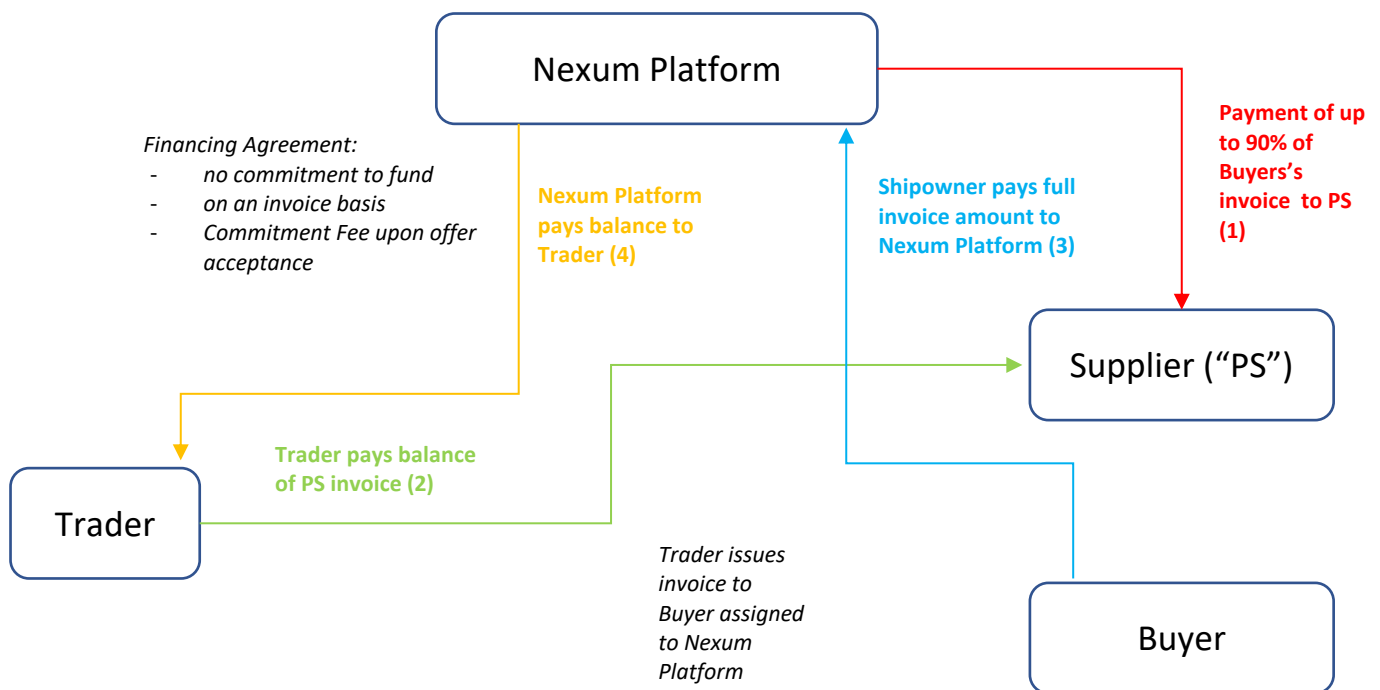 Nexum Platform
Financing Agreement:
- no commitment to fund
- on an invoice basis
- Commitment Fee upon offer
acceptance
Nexum Platform
pays balance to
Trader (4)
Shipowner pays full
invoice amount to
Nexum Platform (3)
Payment of up
to 90% of
Buyers’s
invoice to PS
(1)
Supplier (“PS”)
Trader pays balance
of PS invoice (2)
Trader
Trader issues
invoice to
Buyer assigned
to Nexum
Platform
Buyer